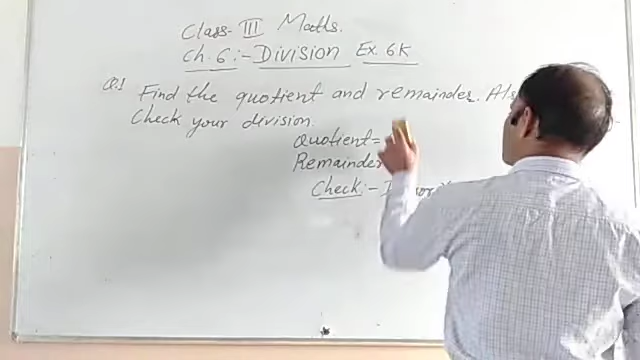 Class- III Maths.
Ch. 6:- Division Ex. 6K
Q.1 Find the quotient and remainder. Als
Check your division.
Quotient=
Remainder
Check:-